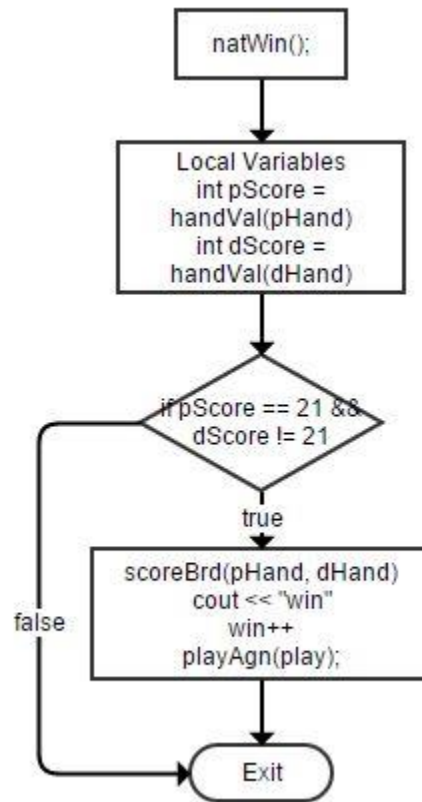 natWin();
Local Variables
int pScore =
handVal(pHand)
int dScore =
handVal(dHand)
if pScore == 21 &&
dScore != 21
true
scoreBrd(pHand, dHand)
cout << "win"
win++
playAgn(play);
false
Exit